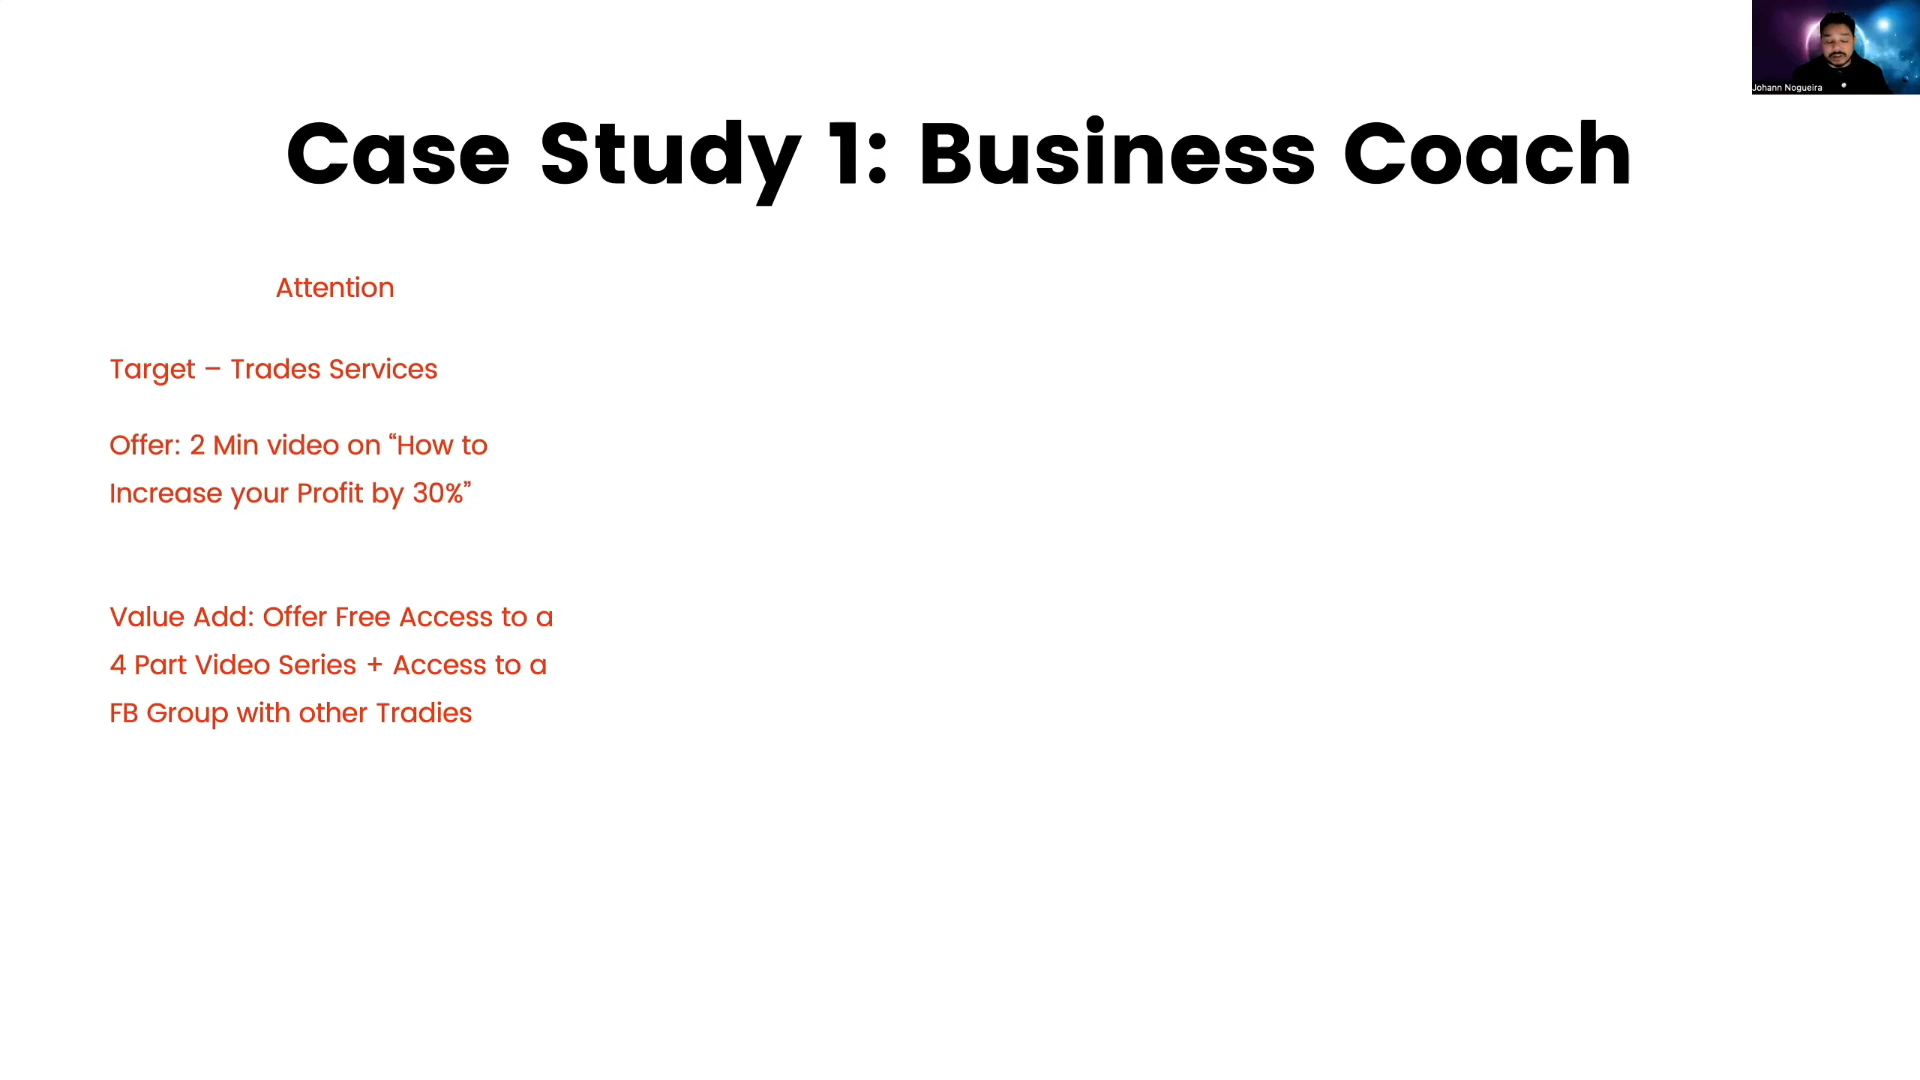 Johann Nogueira
Case Study 1: Business Coach
Attention
Target – Trades Services
Offer: 2 Min video on “How to
Increase your Profit by 30%”
Value Add: Offer Free Access to a
4 Part Video Series + Access to a
FB Group with other Tradies